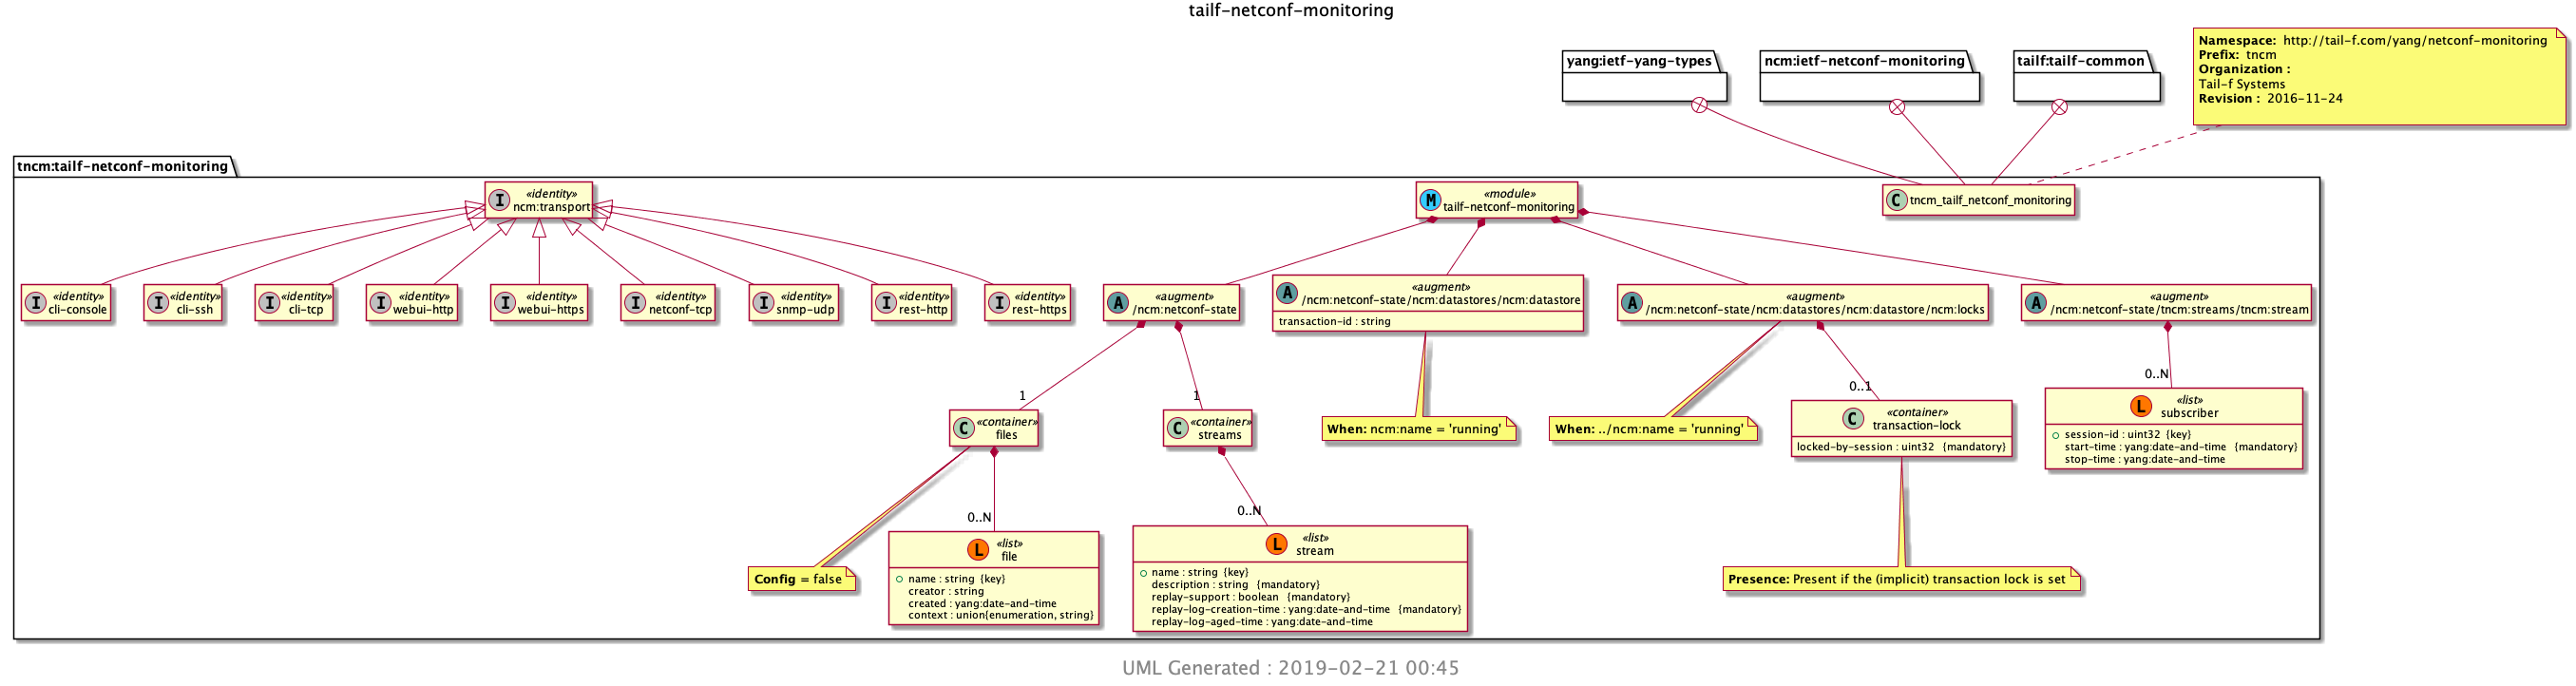 tailf-netconf-monitoring
Namespace: http://tail-f.com/yang/netconf-monitoring
Prefix: tncm
Organization :
Tail-f Systems
Revision : 2016-11-24
yang:ietf-yang-types
ncm:ietf-netconf-monitoring
tailf:tailf-common
tncm:tailf-netconf-monitoring
I «identity»
ncm:transport
M «module»
tailf-netconf-monitoring
C tncm_tailf_netconf_monitoring
I «identity»
cli-console
I «identity»
cli-ssh
I «identity»
cli-tcp
I «identity»
webui-http
I «identity»
webui-https
I «identity»
netconf-tcp
I «identity»
snmp-udp
I «identity»
rest-http
I «identity»
rest-https
A «augment»
/ncm:netconf-state
A «augment»
/ncm:netconf-state/ncm:datastores/ncm:datastore
transaction-id : string
A «augment»
/ncm:netconf-state/ncm:datastores/ncm:datastore/ncm:locks
A «augment»
/ncm:netconf-state/tncm:streams/tncm:stream
1
1
0..1
0..N
C «container»
files
C «container»
streams
When: ncm:name = 'running'
When: ../ncm:name = 'running'
C «container»
transaction-lock
locked-by-session : uint32 {mandatory}
L «list»
subscriber
session-id : uint32 {key}
start-time : yang:date-and-time {mandatory}
stop-time : yang:date-and-time
0..N
0..N
Config = false
L «list»
file
name : string {key}
creator : string
created : yang:date-and-time
context : union{enumeration, string}
L «list»
stream
name : string {key}
description : string {mandatory}
replay-support : boolean {mandatory}
replay-log-creation-time : yang:date-and-time {mandatory}
replay-log-aged-time : yang:date-and-time
Presence: Present if the (implicit) transaction lock is set
UML Generated : 2019-02-21 00:45